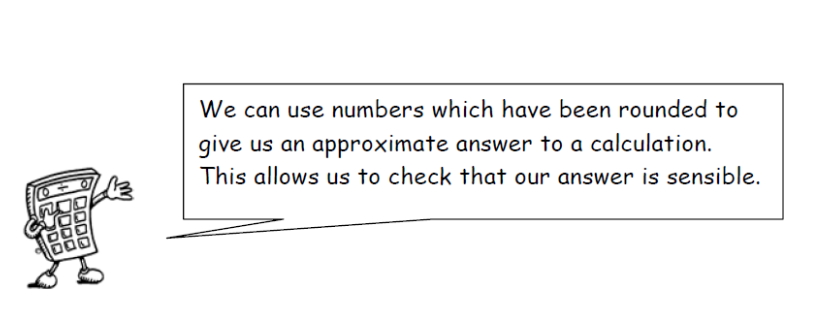 We can use numbers which have been rounded to
give us an approximate answer to a calculation.
This allows us to check that our answer is sensible.